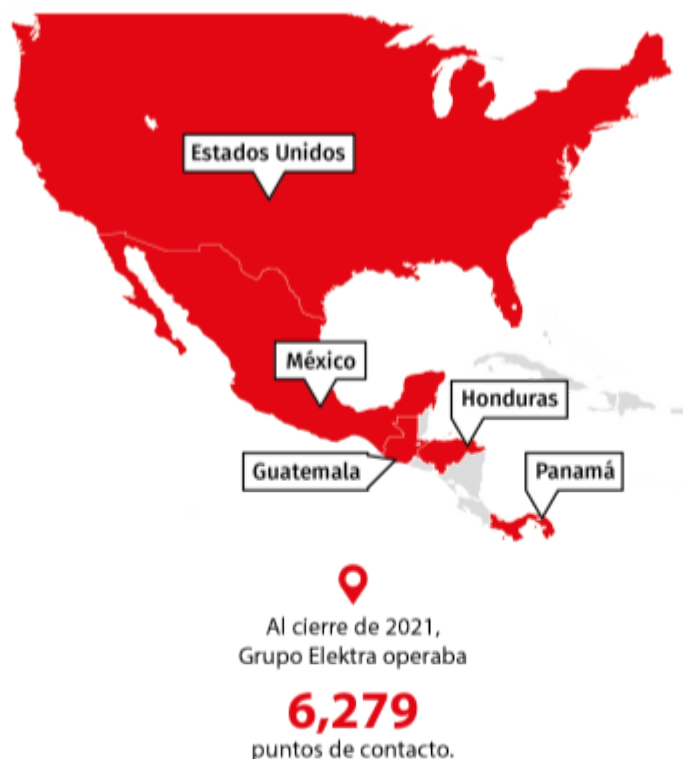 Estados Unidos
México
Honduras
Guatemala
Panamá
Al cierre de 2021,
Grupo Elektra operaba
6,279
puntos de contacto.